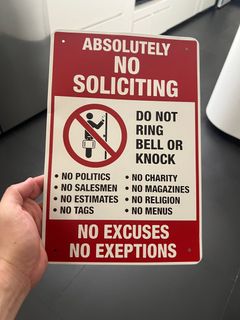 ABSOLUTELY
NO
SOLICITING
DO NOT
RING
BELL OR
KNOCK
• NO POLITICS
• NO SALESMEN
• NO ESTIMATES
• NO TAGS
• NO CHARITY
• NO MAGAZINES
• NO RELIGION
• NO MENUS
NO EXCUSES
NO EXEPTIONS